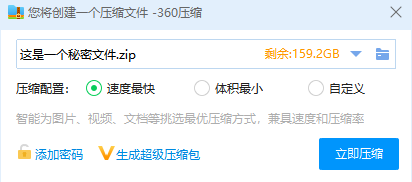 您将创建一个压缩文件 -360压缩
这是一个秘密文件.zip 剩余:159.2GB
压缩配置: 速度最快 体积最小 自定义
智能为图片、视频、文档等挑选最优压缩方式，兼具速度和压缩率
添加密码 生成超级压缩包 立即压缩